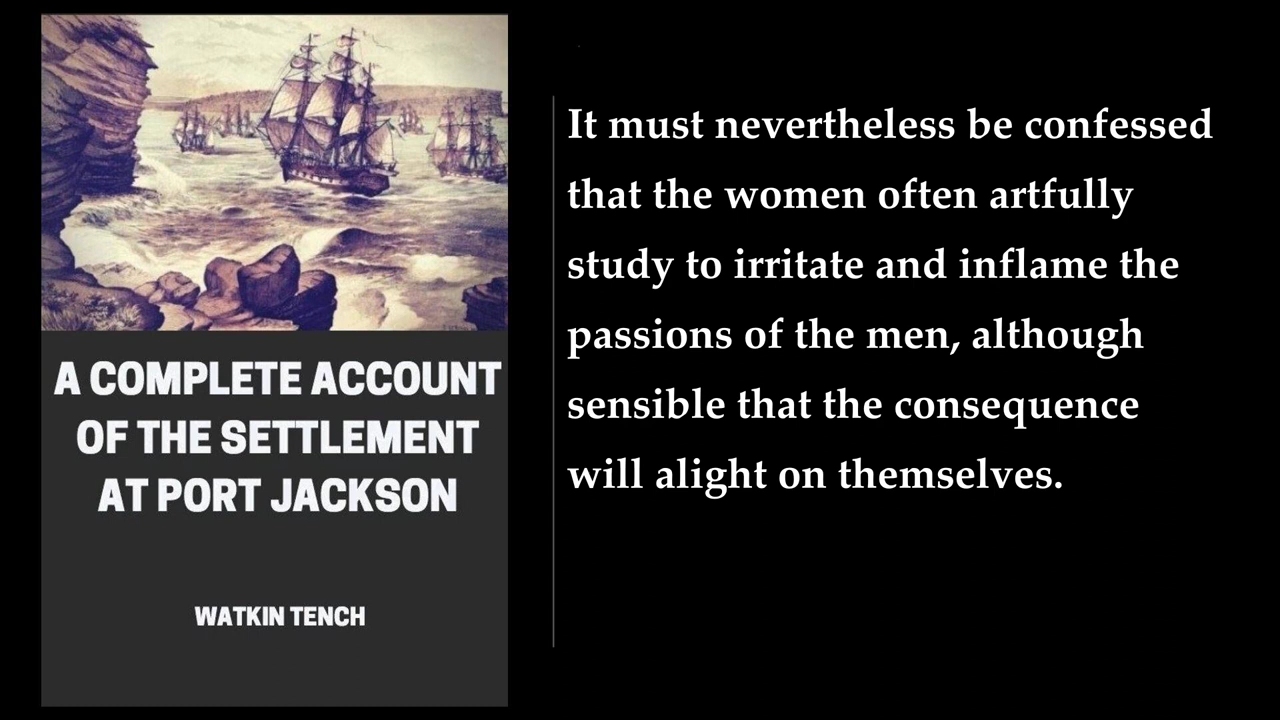 A COMPLETE ACCOUNT
OF THE SETTLEMENT
AT PORT JACKSON
WATKIN TENCH
It must nevertheless be confessed
that the women often artfully
study to irritate and inflame the
passions of the men, although
sensible that the consequence
will alight on themselves.